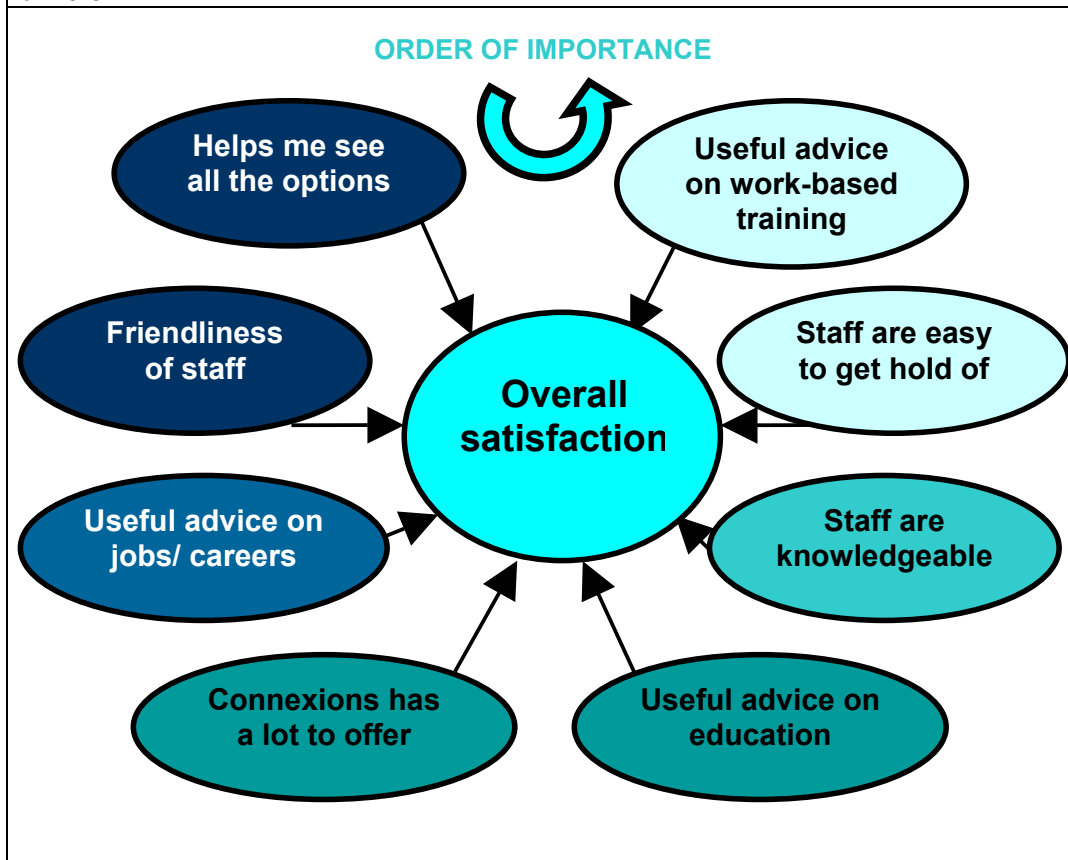 ORDER OF IMPORTANCE
Helps me see
all the options
Useful advice
on work-based
training
Friendliness
of staff
Staff are easy
to get hold of
Overall
satisfaction
Useful advice on
jobs/ careers
Staff are
knowledgeable
Connexions has
a lot to offer
Useful advice on
education